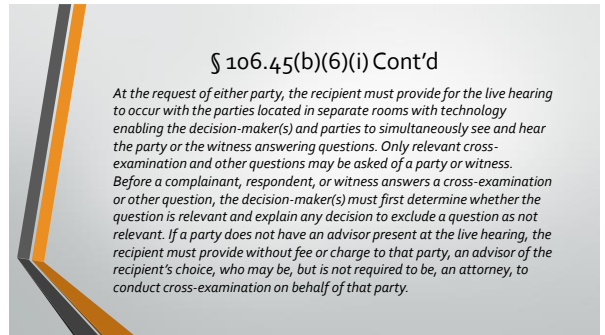 § 106.45(b)(6)(i) Cont’d
At the request of either party, the recipient must provide for the live hearing
to occur with the parties located in separate rooms with technology
enabling the decision-maker(s) and parties to simultaneously see and hear
the party or the witness answering questions. Only relevant cross-
examination and other questions may be asked of a party or witness.
Before a complainant, respondent, or witness answers a cross-examination
or other question, the decision-maker(s) must first determine whether the
question is relevant and explain any decision to exclude a question as not
relevant. If a party does not have an advisor present at the live hearing, the
recipient must provide without fee or charge to that party, an advisor of the
recipient’s choice, who may be, but is not required to be, an attorney, to
conduct cross-examination on behalf of that party.